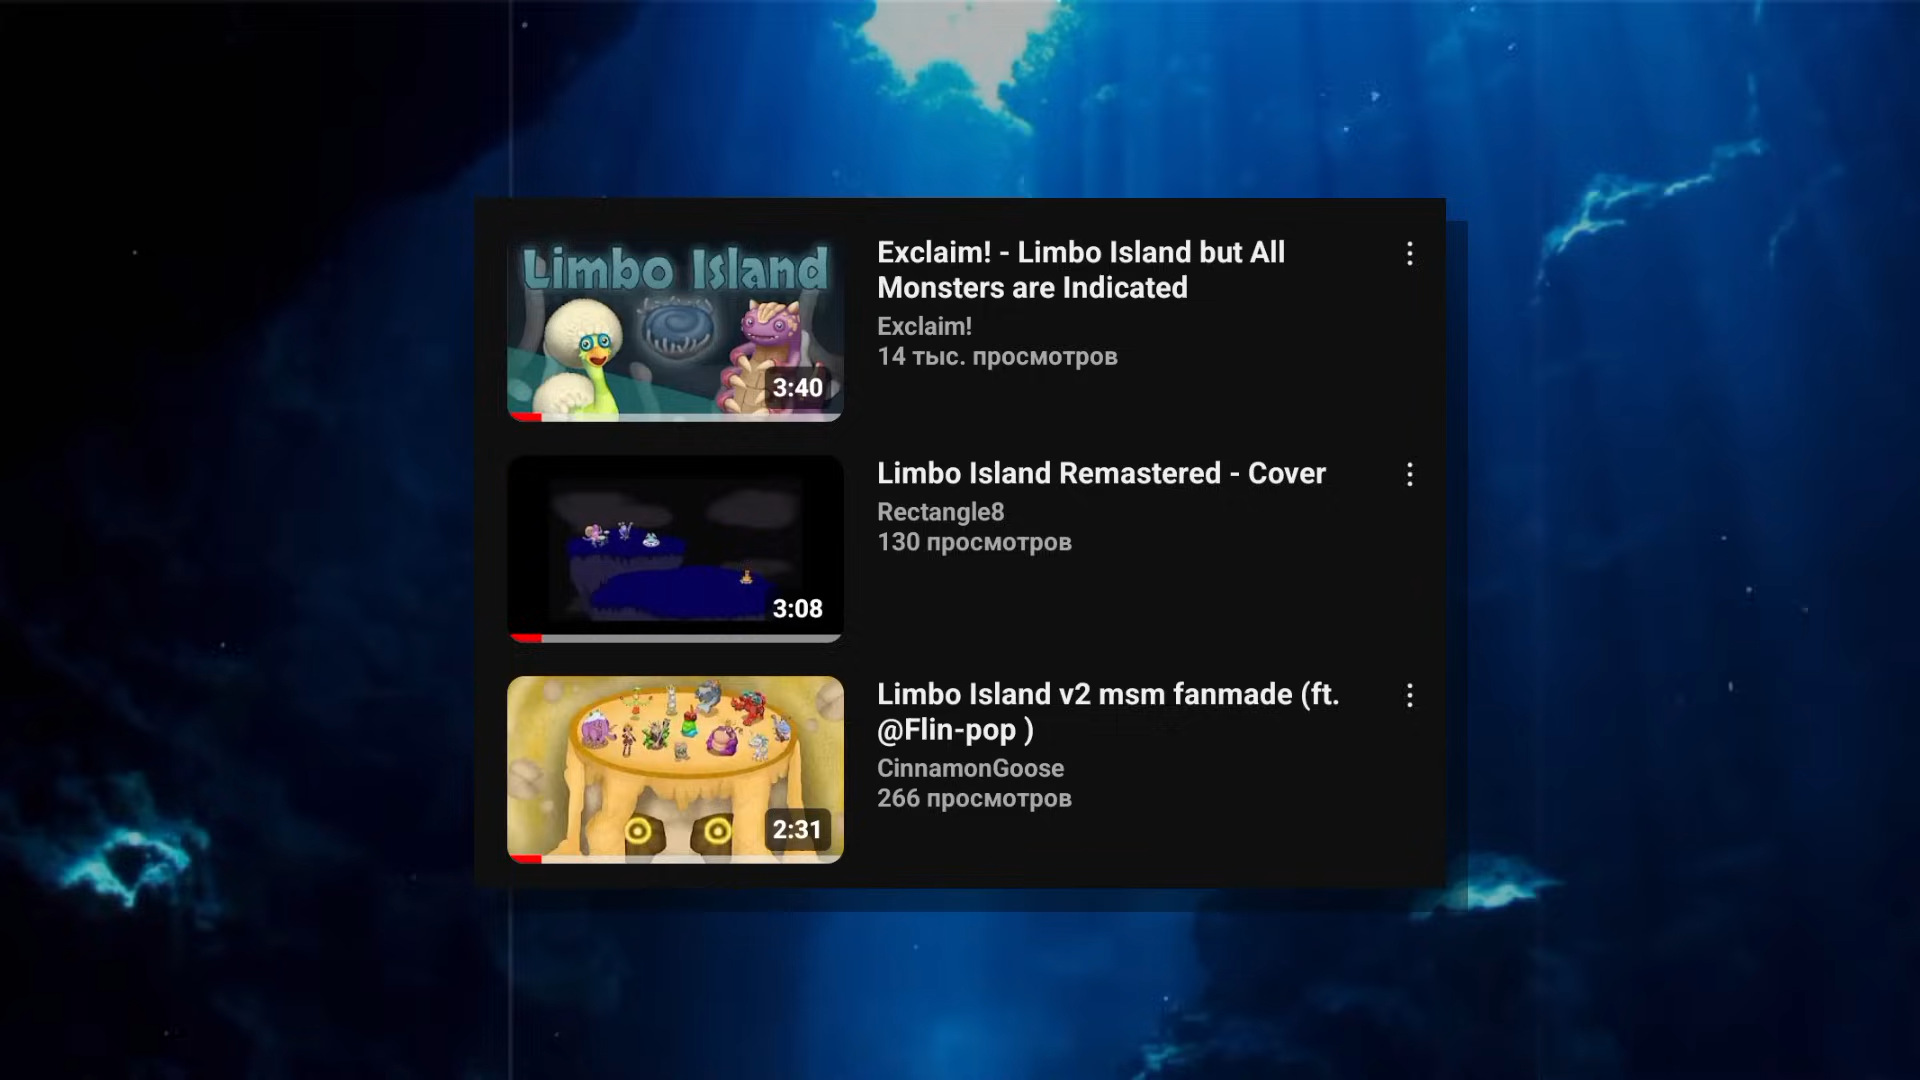 Limbo Island
3:40
Exclaim! - Limbo Island but All
Monsters are Indicated
Exclaim!
14 тыс. просмотров
3:08
Limbo Island Remastered - Cover
Rectangle8
130 просмотров
2:31
Limbo Island v2 msm fanmade (ft.
@Flin-pop )
CinnamonGoose
266 просмотров